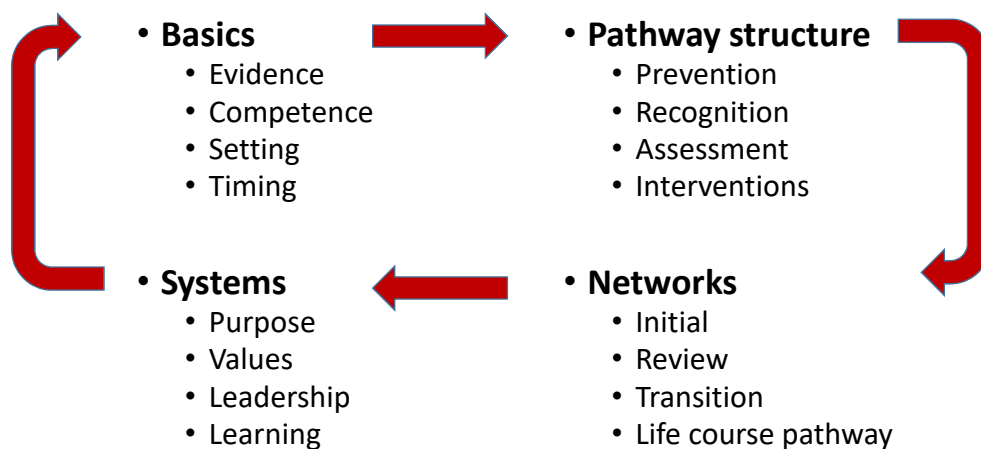 • Basics
• Evidence
• Competence
• Setting
• Timing
• Pathway structure
• Prevention
• Recognition
• Assessment
• Interventions
• Networks
• Initial
• Review
• Transition
• Life course pathway
• Systems
• Purpose
• Values
• Leadership
• Learning